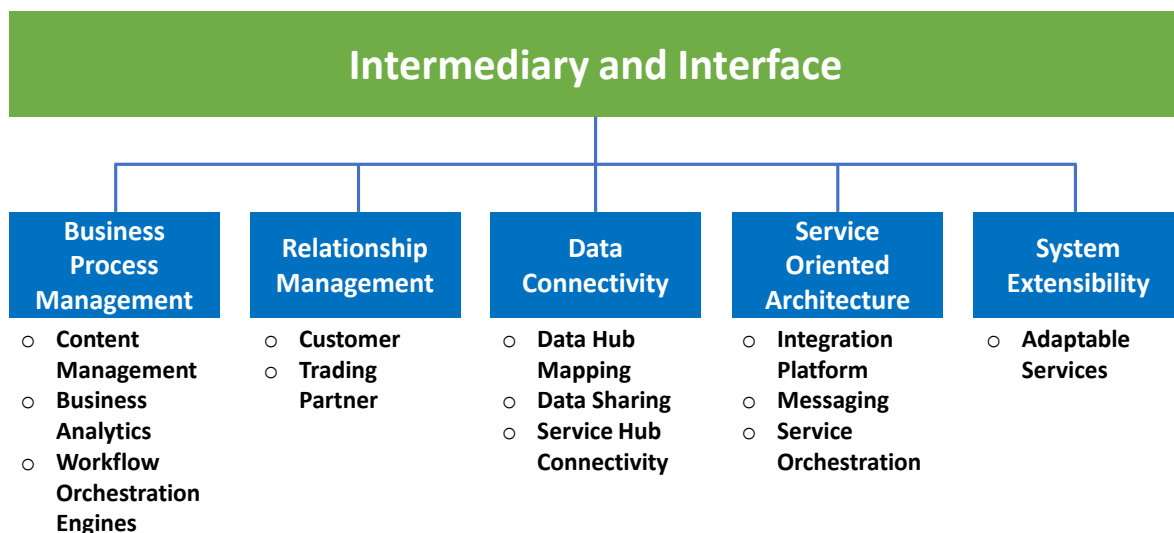 Intermediary and Interface
Business
Process
Management
○ Content
Management
○ Business
Analytics
○ Workflow
Orchestration
Engines
Relationship
Management
○ Customer
○ Trading
Partner
Data
Connectivity
○ Data Hub
Mapping
○ Data Sharing
○ Service Hub
Connectivity
Service
Oriented
Architecture
○ Integration
Platform
○ Messaging
○ Service
Orchestration
System
Extensibility
○ Adaptable
Services